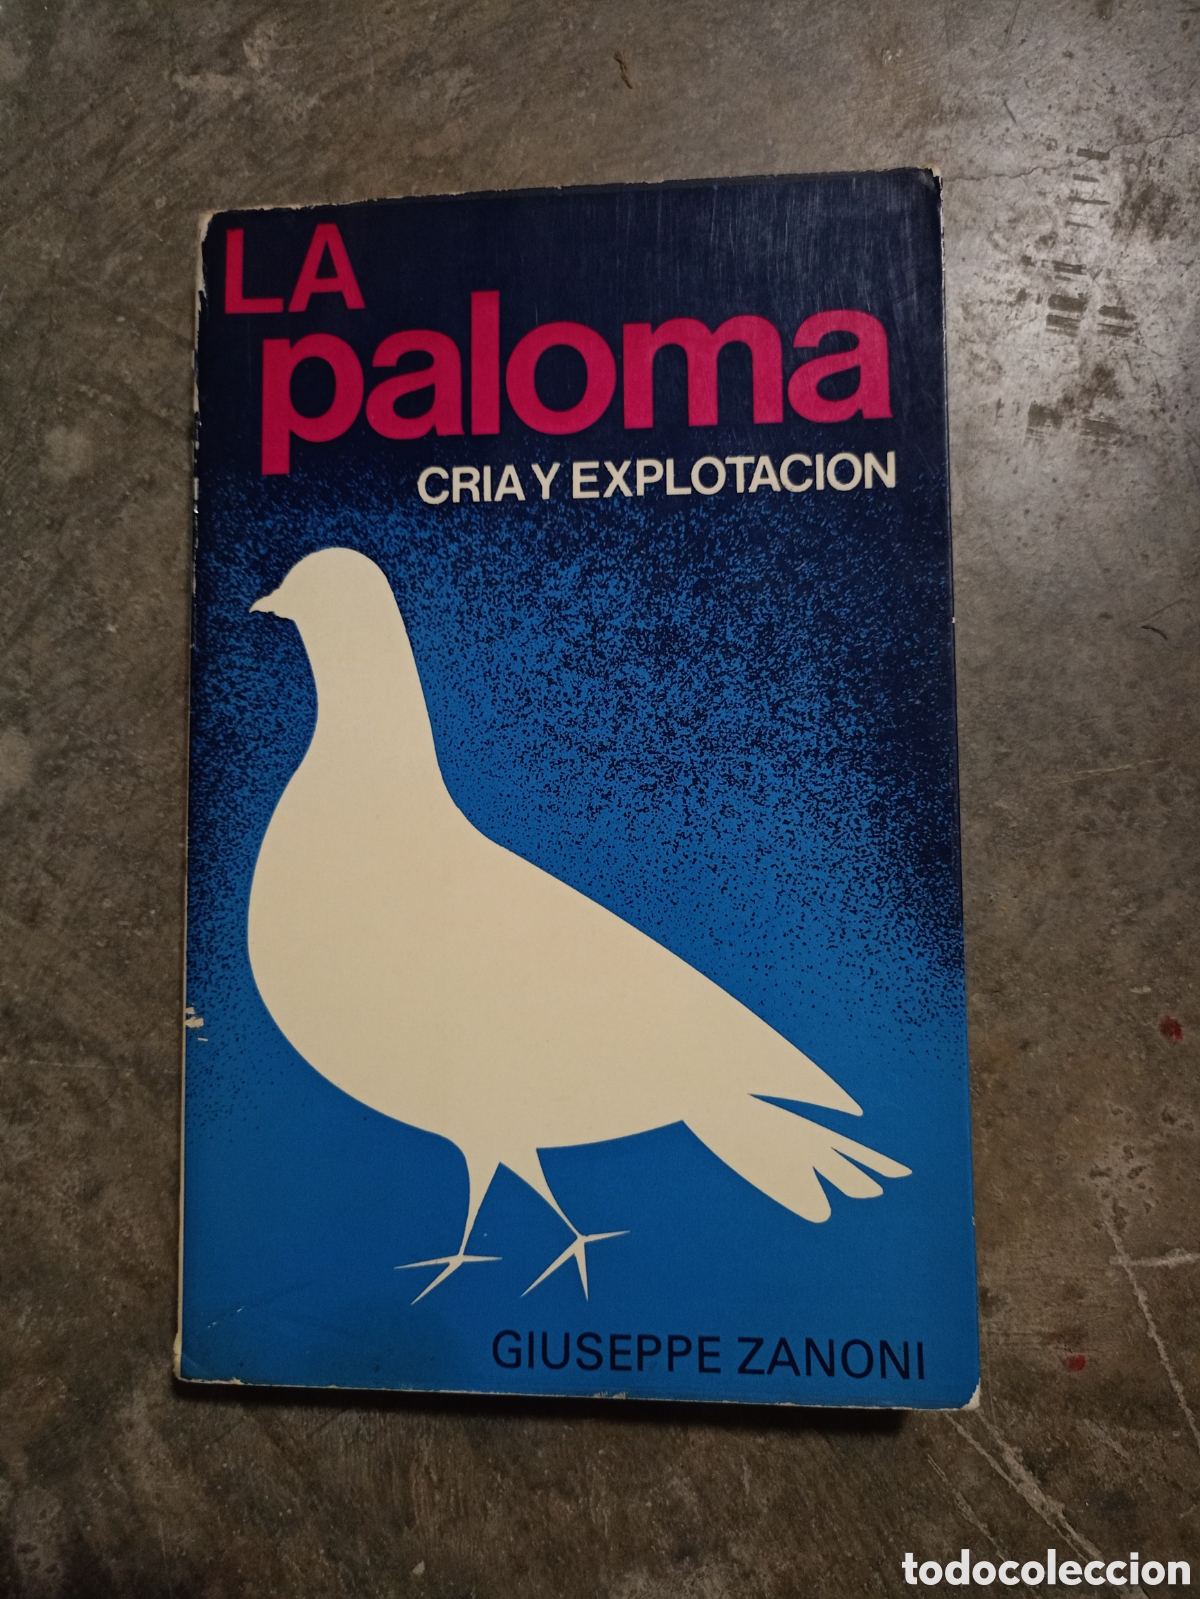 LA
paloma
CRIA Y EXPLOTACION
GIUSEPPE ZANONI
todocoleccion